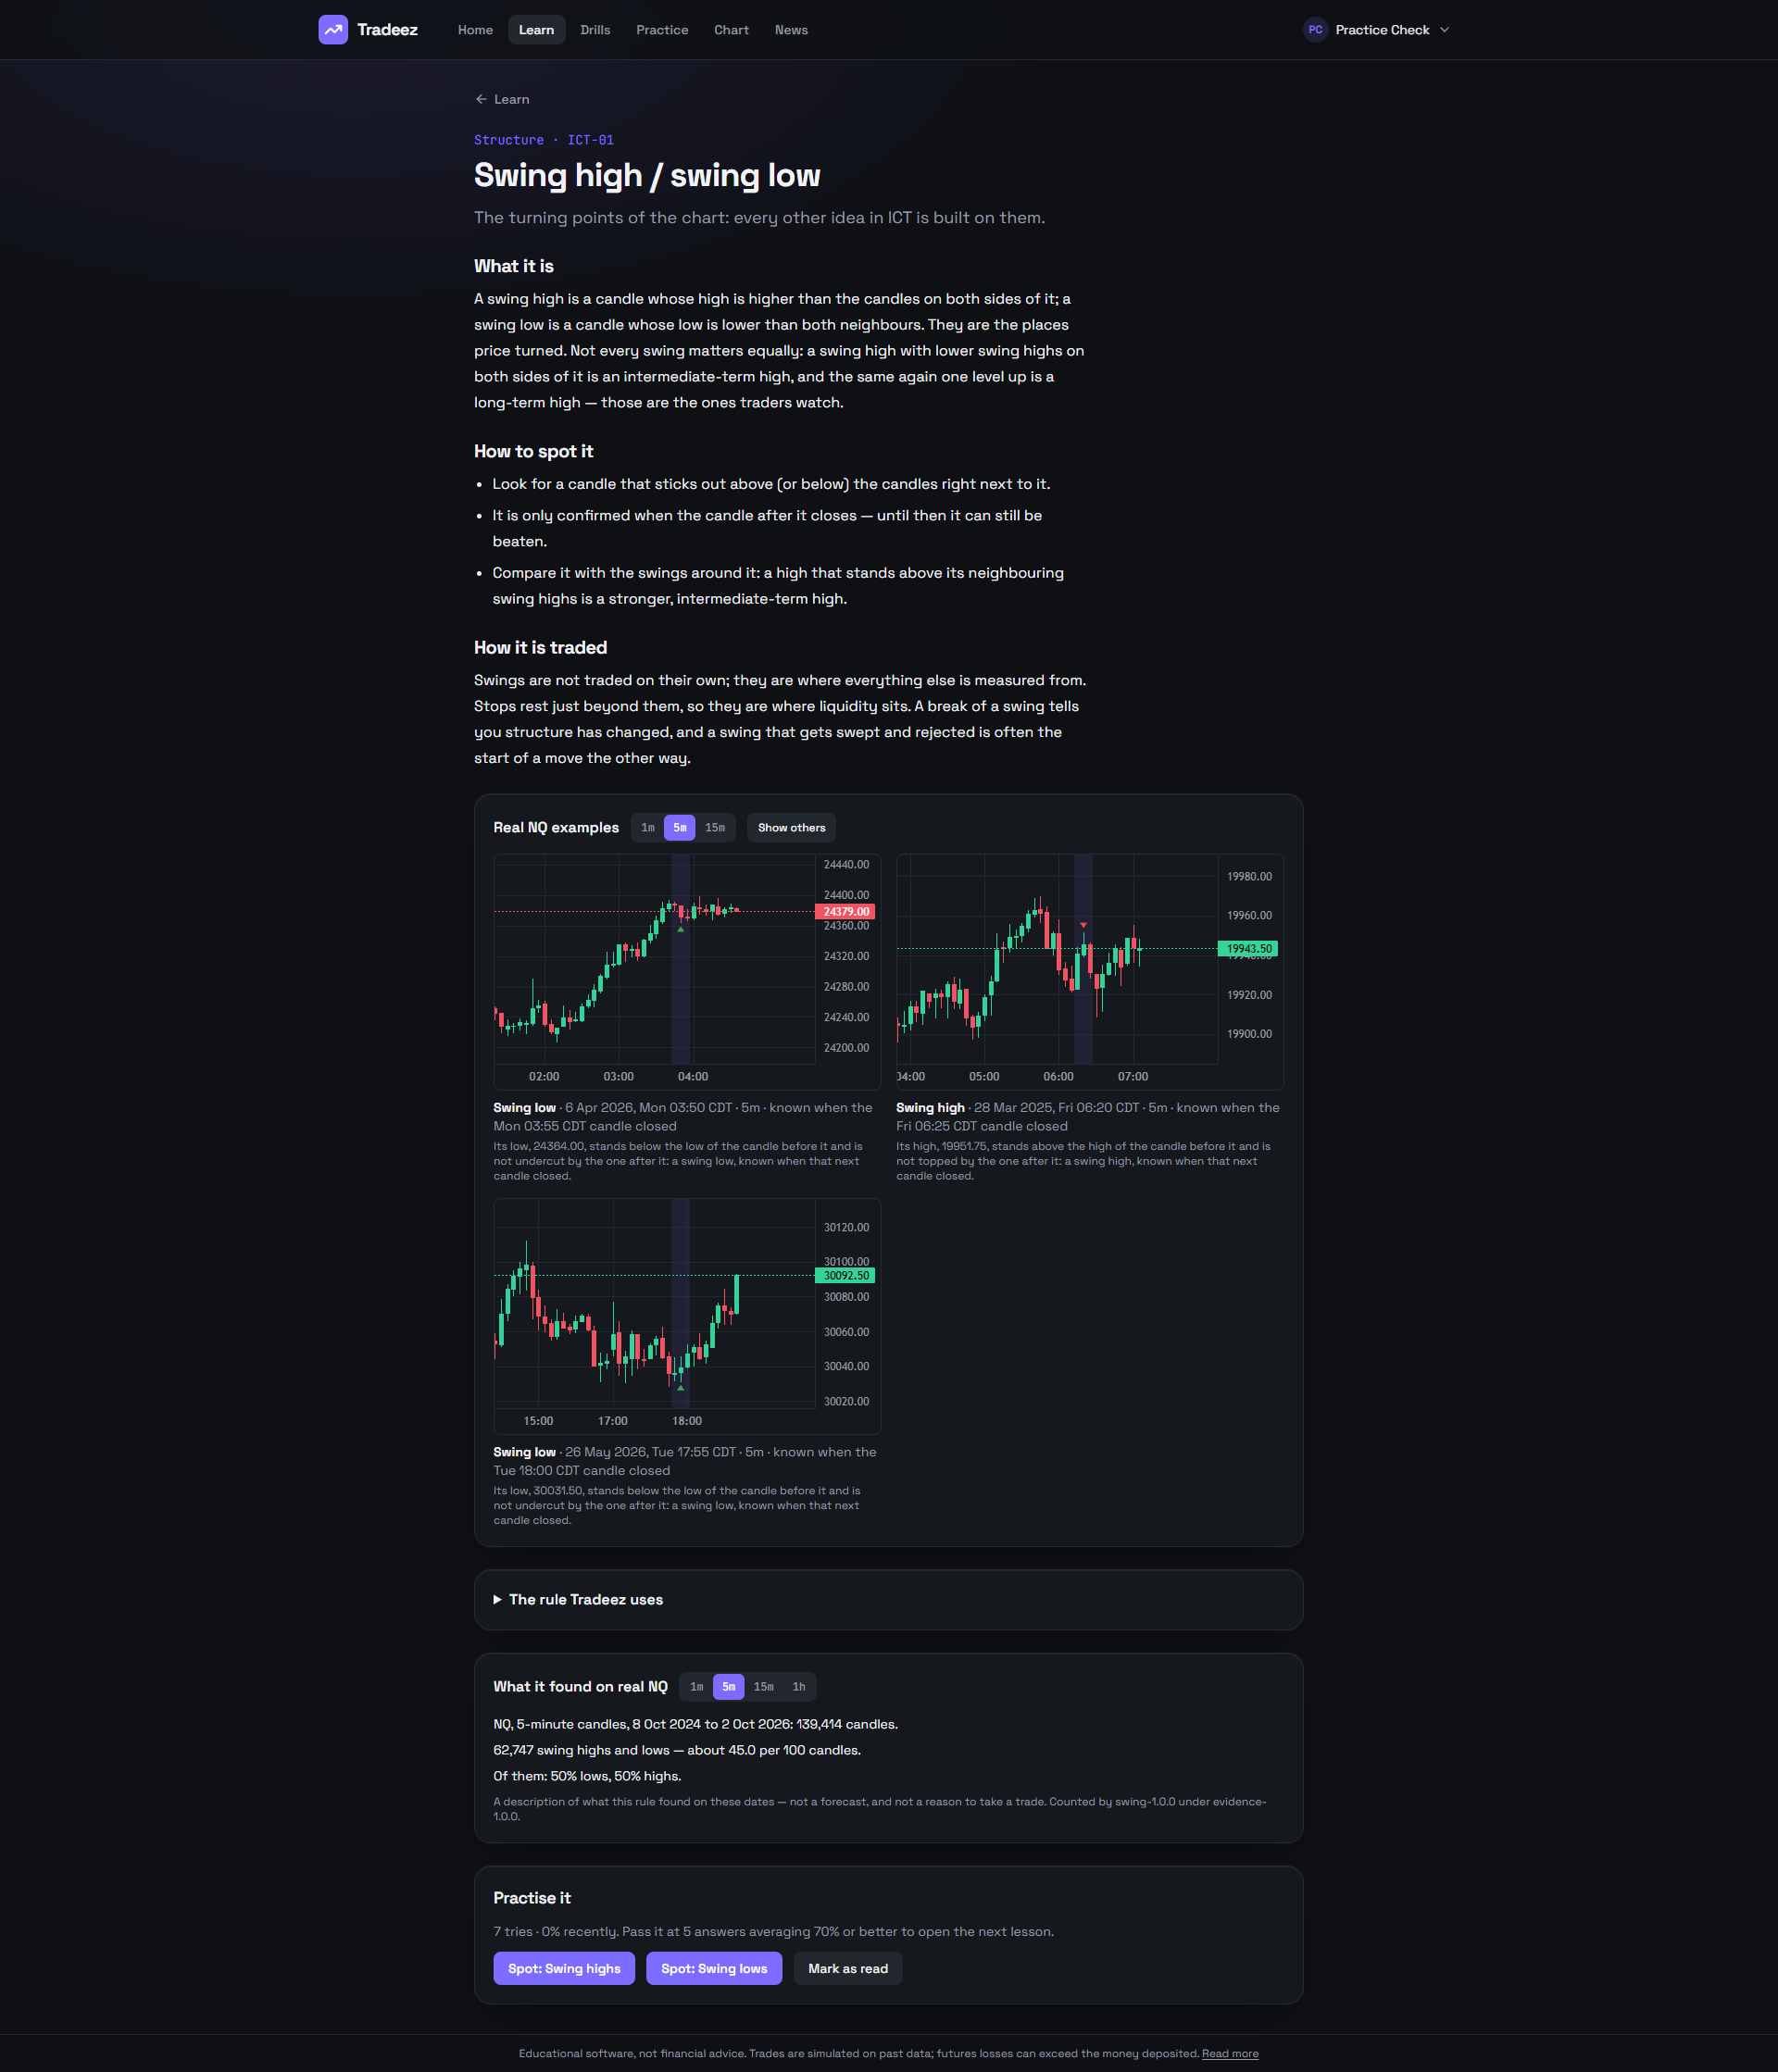 Tradeez
Home
Learn
Drills
Practice
Chart
News
PC
Practice Check
← Learn
Structure · ICT-01
Swing high / swing low
The turning points of the chart: every other idea in ICT is built on them.
What it is
A swing high is a candle whose high is higher than the candles on both sides of it; a
swing low is a candle whose low is lower than both neighbours. They are the places
price turned. Not every swing matters equally: a swing high with lower swing highs on
both sides of it is an intermediate-term high, and the same again one level up is a
long-term high — those are the ones traders watch.
How to spot it
• Look for a candle that sticks out above (or below) the candles right next to it.
• It is only confirmed when the candle after it closes — until then it can still be
beaten.
• Compare it with the swings around it: a high that stands above its neighbouring
swing highs is a stronger, intermediate-term high.
How it is traded
Swings are not traded on their own; they are where everything else is measured from.
Stops rest just beyond them, so they are where liquidity sits. A break of a swing tells
you structure has changed, and a swing that gets swept and rejected is often the
start of a move the other way.
Real NQ examples
1m
5m
15m
Show others
24440.00
24400.00
24379.00
24360.00
24320.00
24280.00
24240.00
24200.00
02:00
03:00
04:00
Swing low · 6 Apr 2026, Mon 03:50 CDT · 5m · known when the
Mon 03:55 CDT candle closed
Its low, 24364.00, stands below the low of the candle before it and is
not undercut by the one after it: a swing low, known when that next
candle closed.
19980.00
19960.00
19943.50
19940.00
19920.00
19900.00
04:00
05:00
06:00
07:00
Swing high · 28 Mar 2025, Fri 06:20 CDT · 5m · known when the
Fri 06:25 CDT candle closed
Its high, 19951.75, stands above the high of the candle before it and is
not topped by the one after it: a swing high, known when that next
candle closed.
30120.00
30100.00
30092.50
30080.00
30060.00
30040.00
30020.00
15:00
17:00
18:00
Swing low · 26 May 2026, Tue 17:55 CDT · 5m · known when the
Tue 18:00 CDT candle closed
Its low, 30031.50, stands below the low of the candle before it and is
not undercut by the one after it: a swing low, known when that next
candle closed.
The rule Tradeez uses
What it found on real NQ
1m
5m
15m
1h
NQ, 5-minute candles, 8 Oct 2024 to 2 Oct 2026: 139,414 candles.
62,747 swing highs and lows — about 45.0 per 100 candles.
Of them: 50% lows, 50% highs.
A description of what this rule found on these dates — not a forecast, and not a reason to take a trade. Counted by swing-1.0.0 under evidence-
1.0.0.
Practise it
7 tries · 0% recently. Pass it at 5 answers averaging 70% or better to open the next lesson.
Spot: Swing highs
Spot: Swing lows
Mark as read
Educational software, not financial advice. Trades are simulated on past data; futures losses can exceed the money deposited. Read more